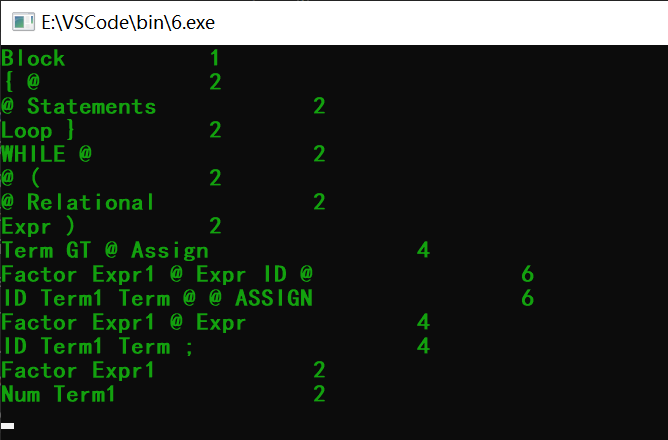 E:\VSCode\bin\6.exe
Block 1
{ @ 2
@ Statements 2
Loop } 2
WHILE @ 2
@ ( 2
@ Relational 2
Expr ) 2
Term GT @ Assign 4
Factor Expr1 @ Expr ID @ 6
ID Term1 Term @ @ ASSIGN 6
Factor Expr1 @ Expr 4
ID Term1 Term ; 4
Factor Expr1 2
Num Term1 2